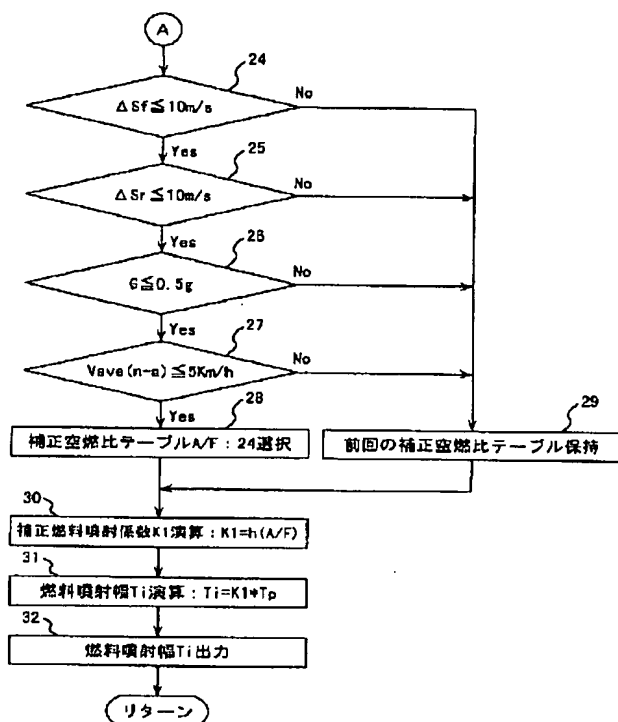 A
24
ΔSf≦10m/s
No
Yes
25
ΔSr≦10m/s
No
Yes
26
G≦0.5g
No
Yes
27
Vave(n-a)≦5Km/h
No
Yes
28
補正空燃比テーブルA/F:24選択
29
前回の補正空燃比テーブル保持
30
補正燃料噴射係数K1演算:K1=h(A/F)
31
燃料噴射幅Ti演算:Ti=K1*Tp
32
燃料噴射幅Ti出力
リターン